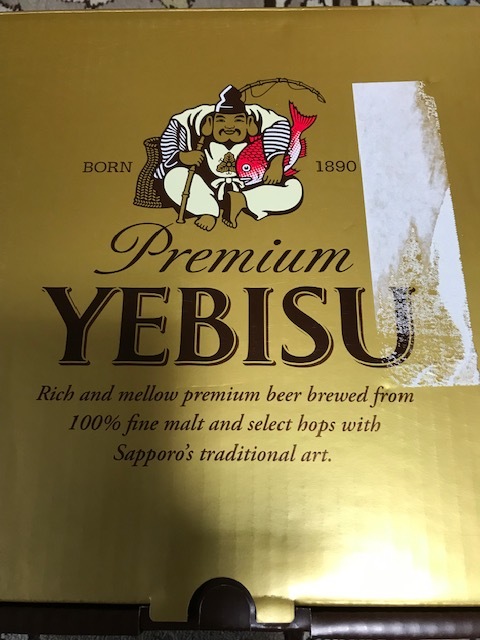 BORN 1890
Premium
YEBISU
Rich and mellow premium beer brewed from
100% fine malt and select hops with
Sapporo's traditional art.